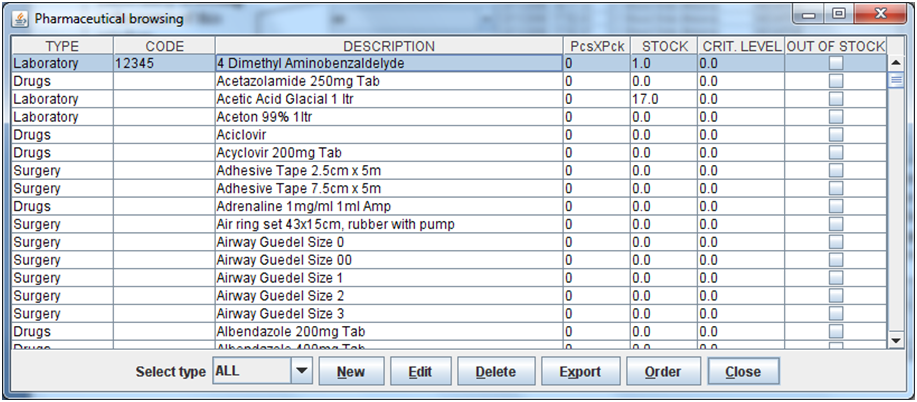 Pharmaceutical browsing
TYPE CODE DESCRIPTION PcsXPck STOCK CRIT. LEVEL OUT OF STOCK
Laboratory 12345 4 Dimethyl Aminobenzaldelyde 0 1.0 0.0
Drugs Acetazolamide 250mg Tab 0 0.0 0.0
Laboratory Acetic Acid Glacial 1 ltr 0 17.0 0.0
Laboratory Aceton 99% 1ltr 0 0.0 0.0
Drugs Aciclovir 0 0.0 0.0
Drugs Acyclovir 200mg Tab 0 0.0 0.0
Surgery Adhesive Tape 2.5cm x 5m 0 0.0 0.0
Surgery Adhesive Tape 7.5cm x 5m 0 0.0 0.0
Drugs Adrenaline 1mg/ml 1ml Amp 0 0.0 0.0
Surgery Air ring set 43x15cm, rubber with pump 0 0.0 0.0
Surgery Airway Guedel Size 0 0 0.0 0.0
Surgery Airway Guedel Size 00 0 0.0 0.0
Surgery Airway Guedel Size 1 0 0.0 0.0
Surgery Airway Guedel Size 2 0 0.0 0.0
Surgery Airway Guedel Size 3 0 0.0 0.0
Drugs Albendazole 200mg Tab 0 0.0 0.0
Drugs Albendazole 400mg Tab 0 0.0 0.0
Select type ALL New Edit Delete Export Order Close